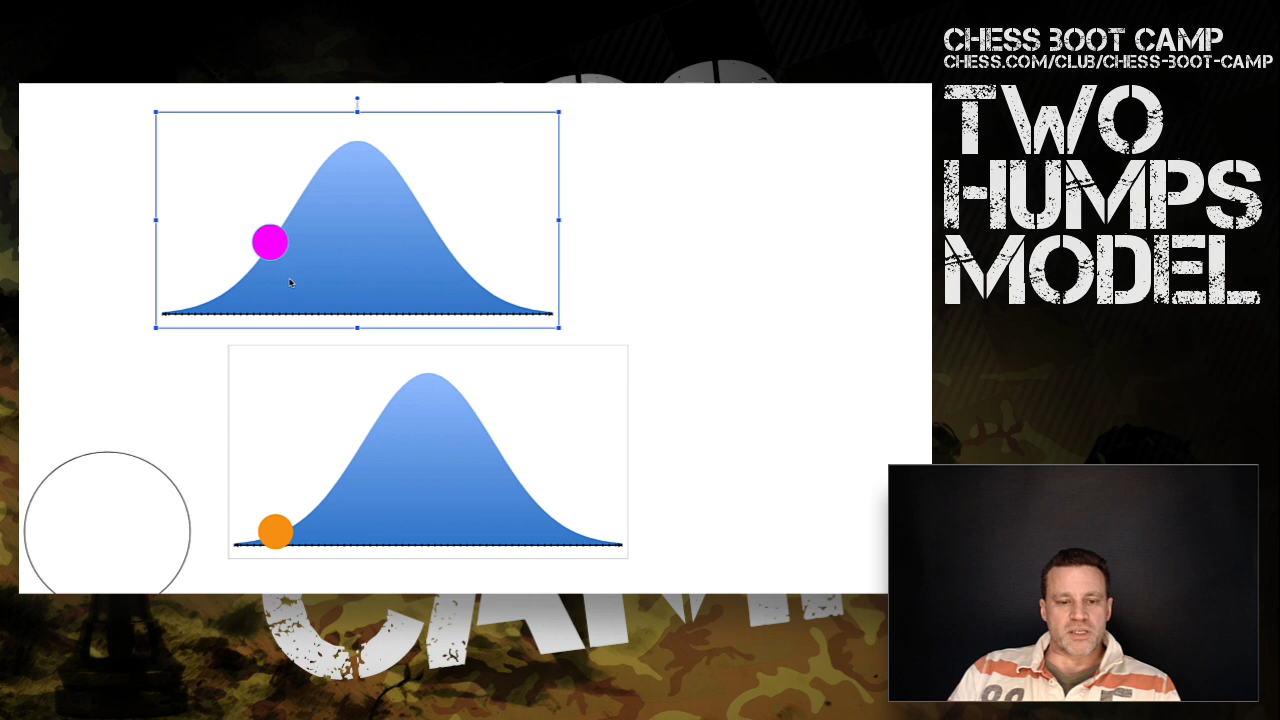 CHESS BOOT CAMP
CHESS.COM/CLUB/CHESS-BOOT-CAMP
TWO
HUMPS
MODEL